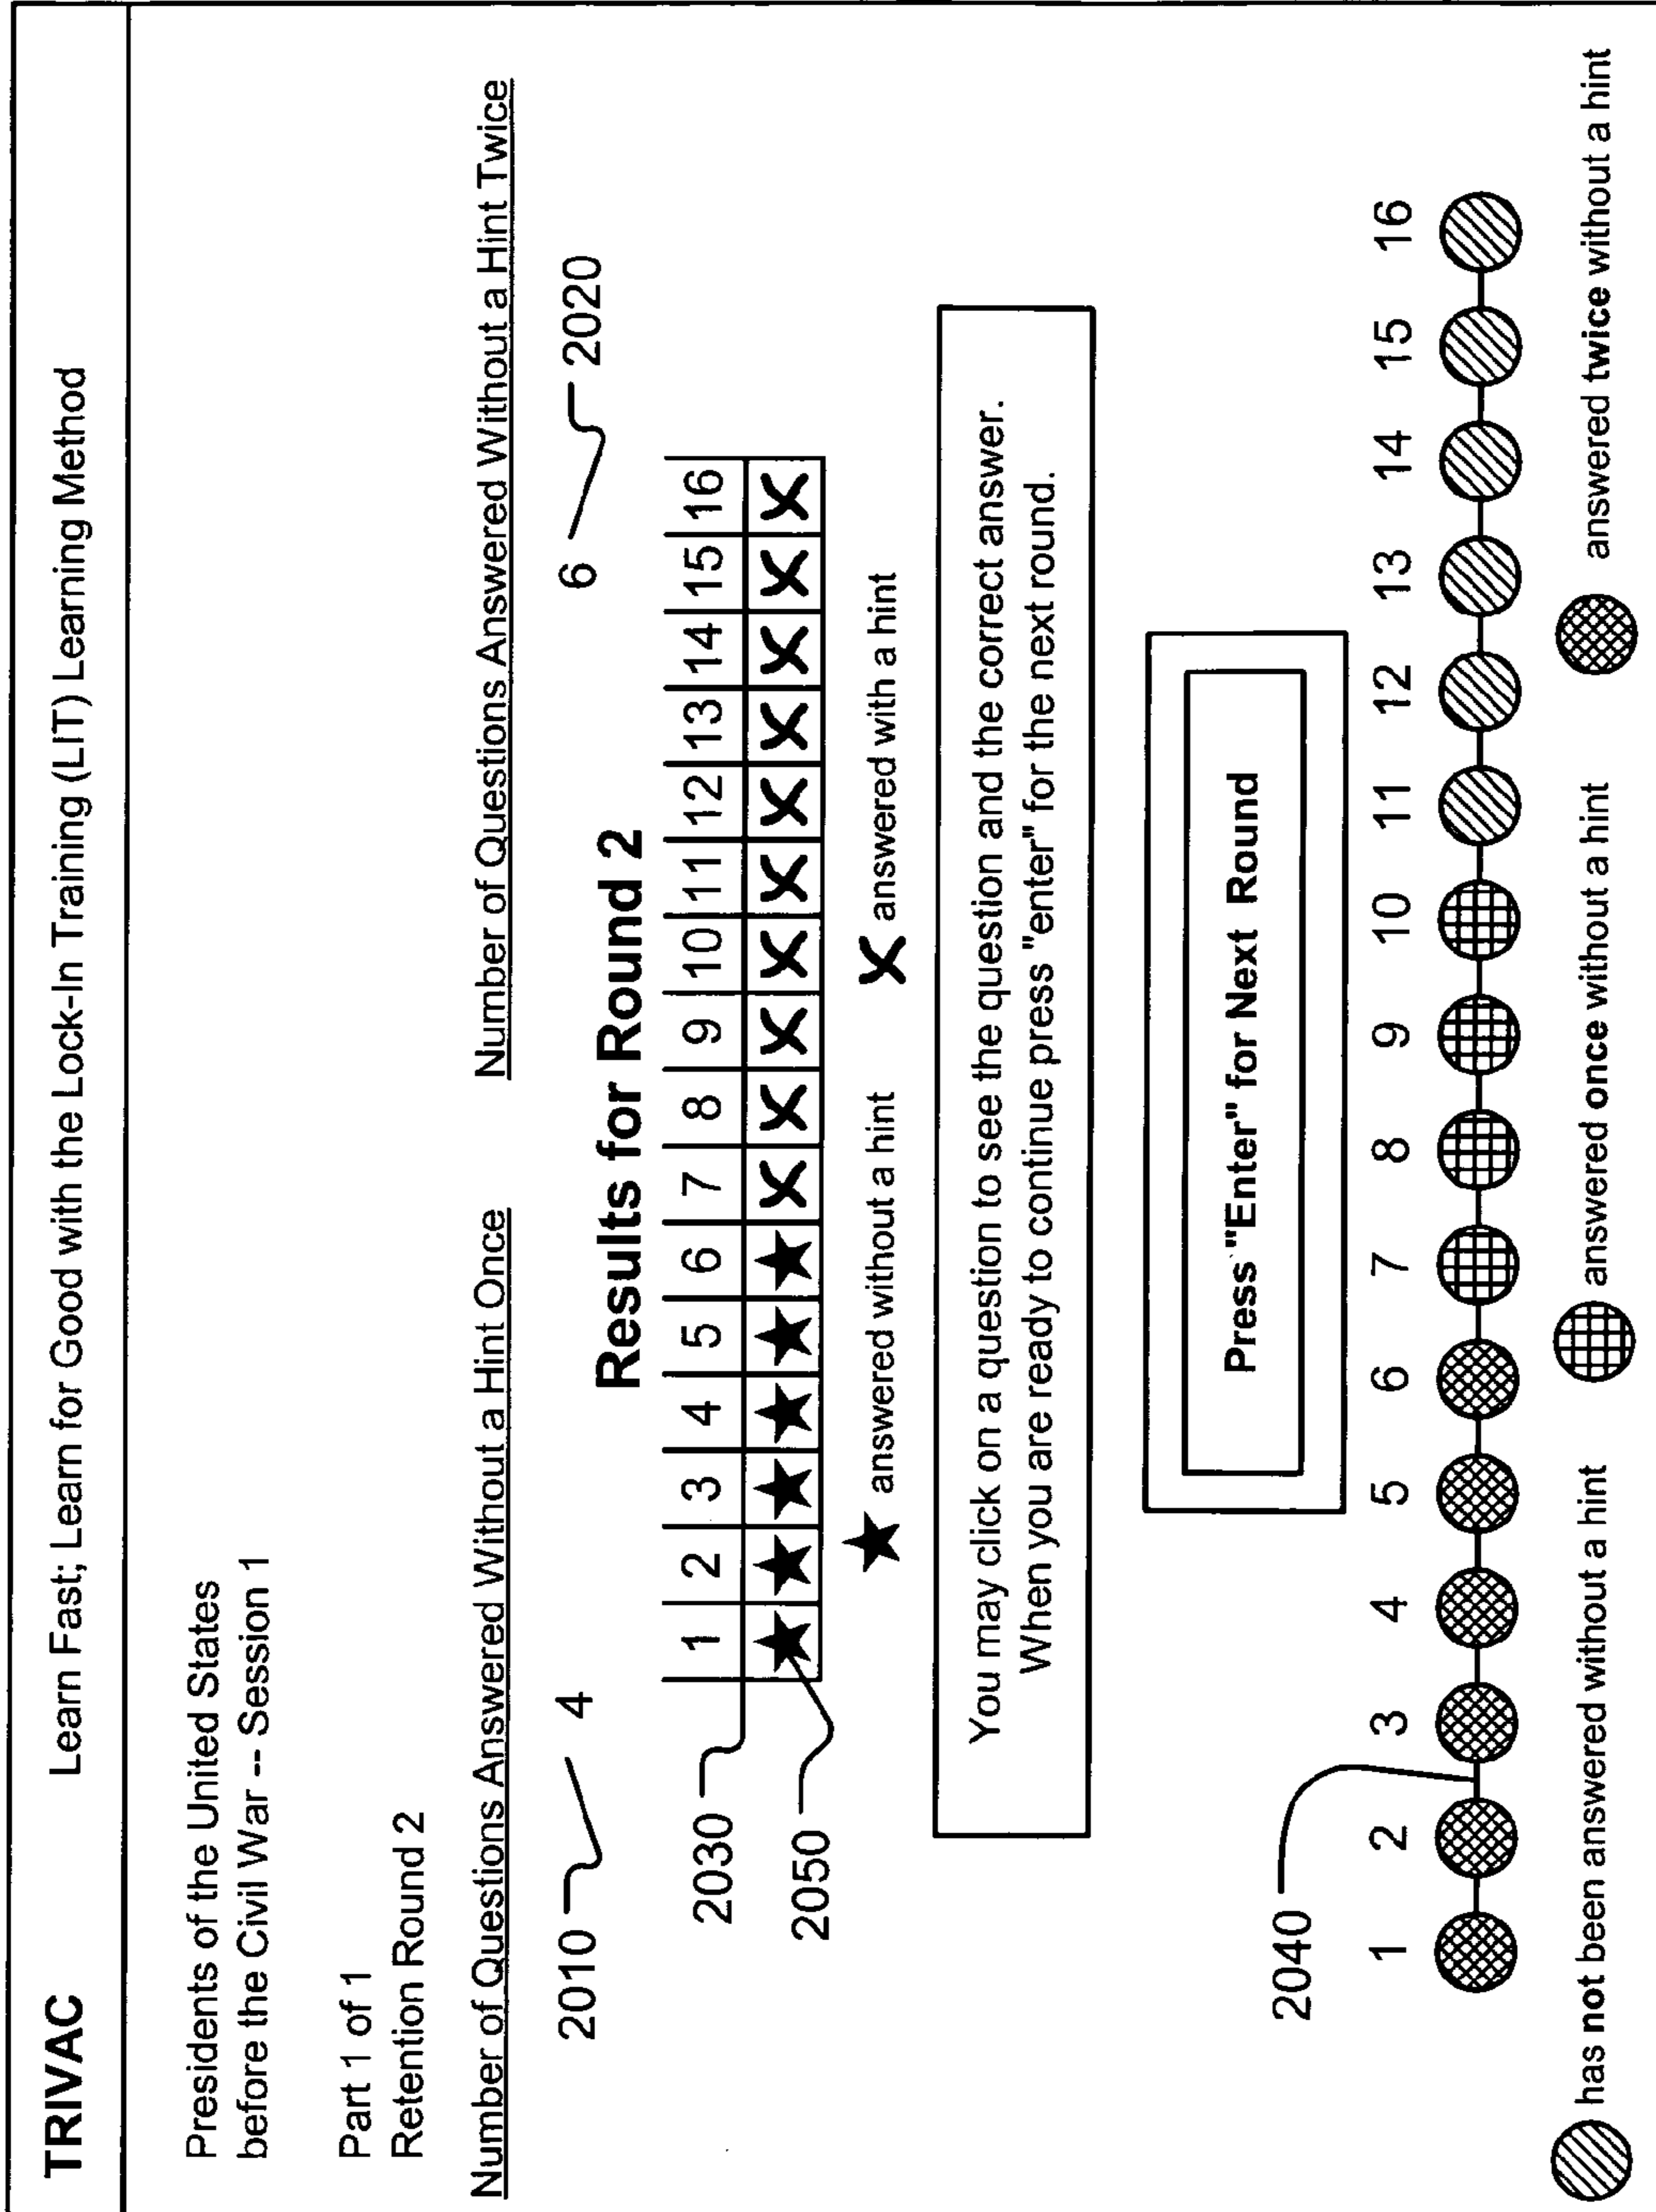 TRIVAC Learn Fast; Learn for Good with the Lock-In Training (LIT) Learning Method
Presidents of the United States
before the Civil War -- Session 1
Part 1 of 1
Retention Round 2
Number of Questions Answered Without a Hint Once Number of Questions Answered Without a Hint Twice
2010 4 6 2020
Results for Round 2
2030 1 2 3 4 5 6 7 8 9 10 11 12 13 14 15 16
2050
answered without a hint answered with a hint
You may click on a question to see the question and the correct answer.
When you are ready to continue press "enter" for the next round.
Press "Enter" for Next Round
2040
1 2 3 4 5 6 7 8 9 10 11 12 13 14 15 16
has not been answered without a hint answered once without a hint answered twice without a hint